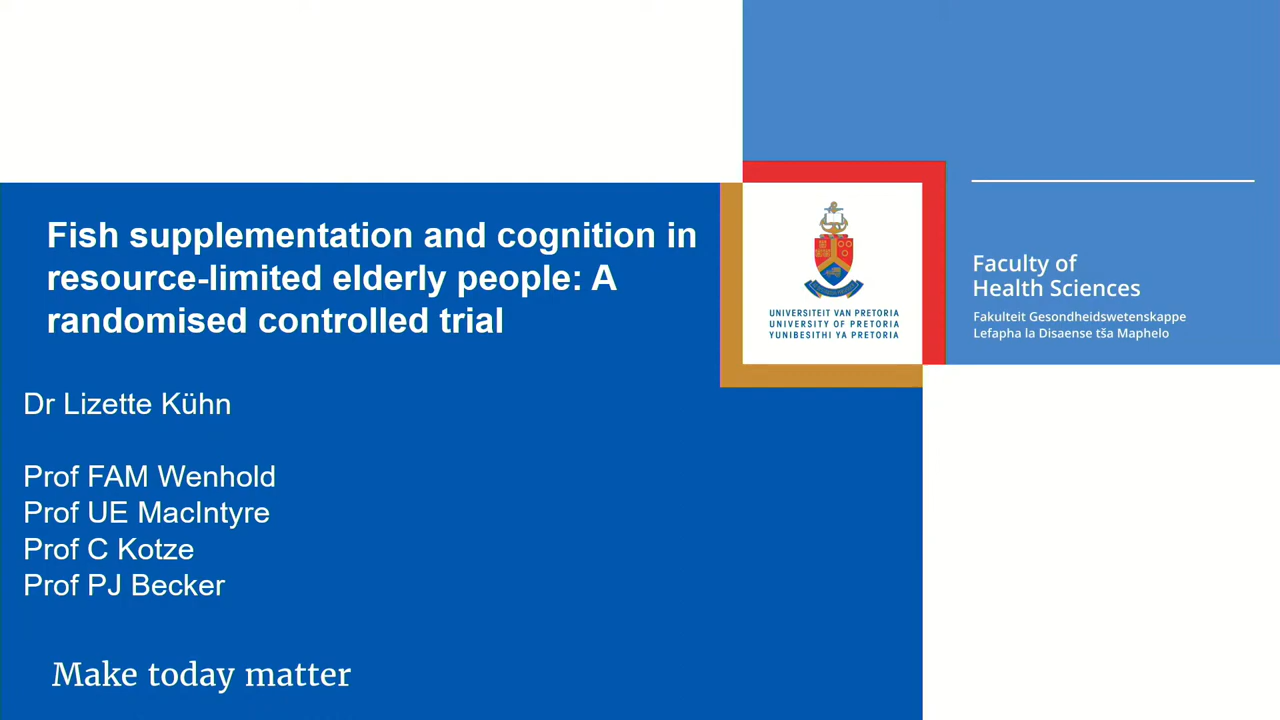 Fish supplementation and cognition in
resource-limited elderly people: A
randomised controlled trial
Dr Lizette Kühn
Prof FAM Wenhold
Prof UE MacIntyre
Prof C Kotze
Prof PJ Becker
Make today matter
UNIVERSITEIT VAN PRETORIA
UNIVERSITY OF PRETORIA
YUNIBESITHI YA PRETORIA
Faculty of
Health Sciences
Fakulteit Gesondheidswetenskappe
Lefapha la Disaense tša Maphelo